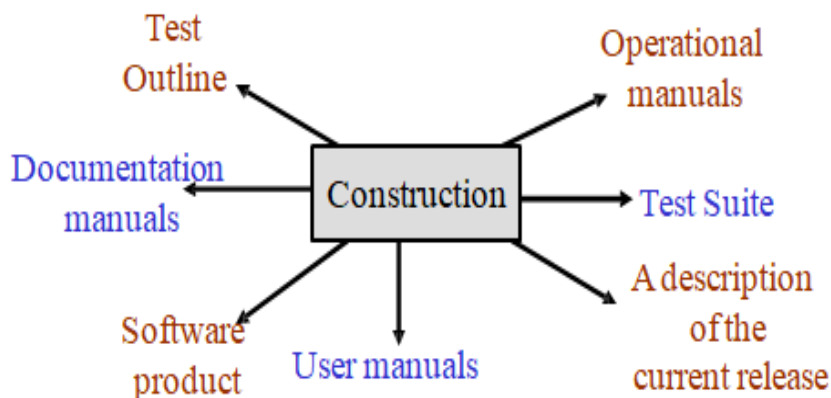 Test
Outline
Operational
manuals
Documentation
manuals
Construction
Test Suite
Software
product
User manuals
A description
of the
current release